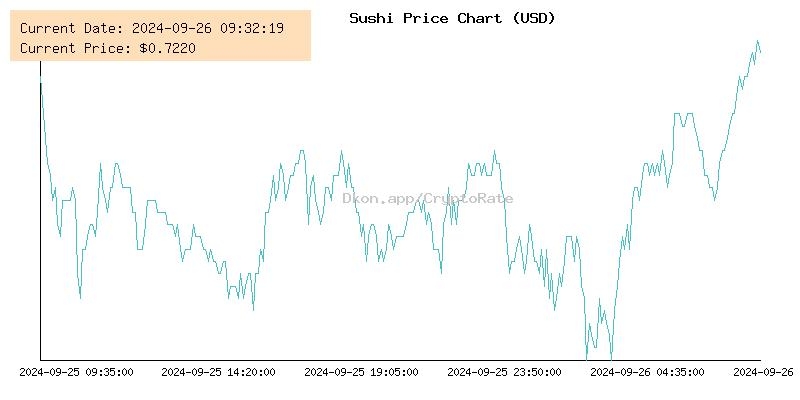 Sushi Price Chart (USD)
Current Date: 2024-09-26 09:32:19
Current Price: $0.7220
Dkon.app/CryptoRate
2024-09-25 09:35:00 2024-09-25 14:20:00 2024-09-25 19:05:00 2024-09-25 23:50:00 2024-09-26 04:35:00 2024-09-26